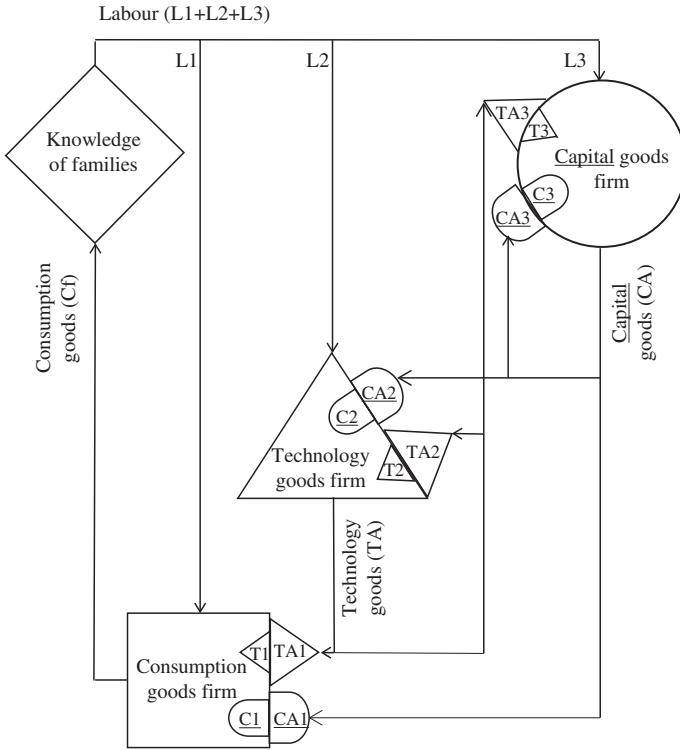 Labour (L1+L2+L3)
L1
L2
L3
Knowledge
of families
TA3
T3
Capital goods
firm
C3
CA3
Consumption
goods (Cf)
Capital
goods (CA)
CA2
C2
Technology
goods firm
TA2
T2
Technology
goods (TA)
T1
TA1
Consumption
goods firm
C1
CA1